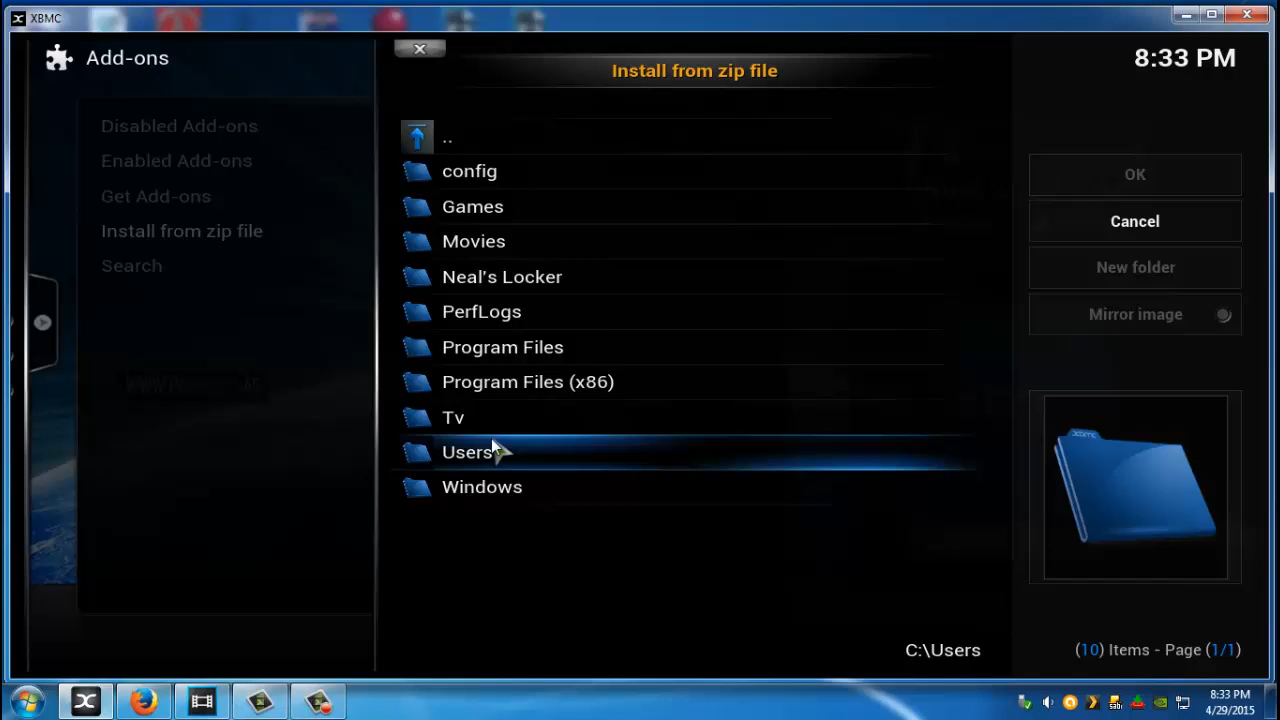 XBMC
Add-ons
Install from zip file
8:33 PM
Disabled Add-ons
Enabled Add-ons
Get Add-ons
Install from zip file
Search
..
config
Games
Movies
Neal's Locker
PerfLogs
Program Files
Program Files (x86)
Tv
Users
Windows
OK
Cancel
New folder
Mirror image
XBMC
C:\Users
(10) Items - Page (1/1)
sab
8:33 PM
4/29/2015